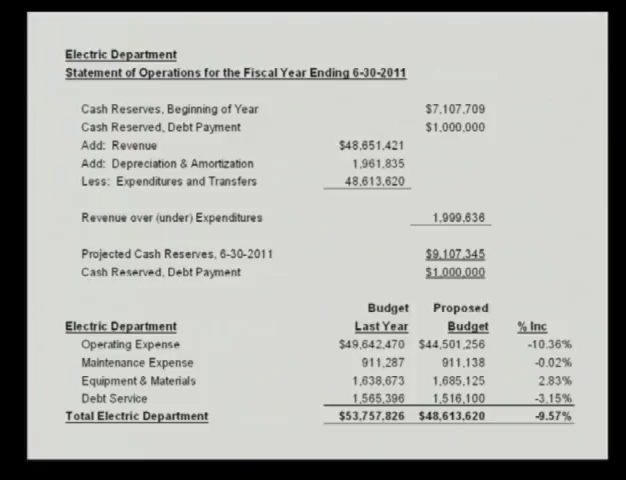 Electric Department
Statement of Operations for the Fiscal Year Ending 6-30-2011
Cash Reserves, Beginning of Year $7,107,709
Cash Reserved, Debt Payment $1,000,000
Add: Revenue $48,651,421
Add: Depreciation & Amortization 1,961,835
Less: Expenditures and Transfers 48,613,620
Revenue over (under) Expenditures 1,999,636
Projected Cash Reserves, 6-30-2011 $9,107,345
Cash Reserved, Debt Payment $1,000,000
Budget Proposed
Electric Department Last Year Budget % Inc
Operating Expense $49,642,470 $44,501,256 -10.36%
Maintenance Expense 911,287 911,138 -0.02%
Equipment & Materials 1,638,673 1,685,125 2.83%
Debt Service 1,565,396 1,516,100 -3.15%
Total Electric Department $53,757,826 $48,613,620 -9.57%